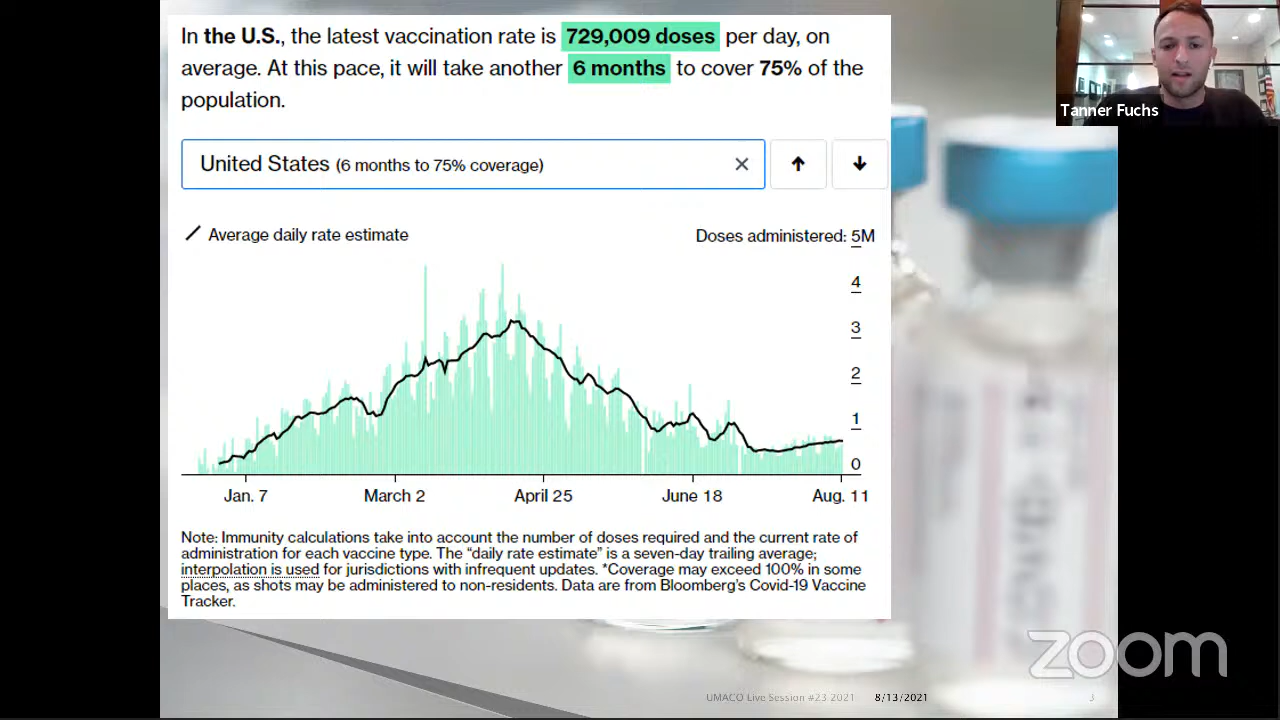 In the U.S., the latest vaccination rate is 729,009 doses per day, on
average. At this pace, it will take another 6 months to cover 75% of the
population.
Tanner Fuchs
United States (6 months to 75% coverage)
Average daily rate estimate
Doses administered: 5M
4
3
2
1
0
Jan. 7
March 2
April 25
June 18
Aug. 11
Note: Immunity calculations take into account the number of doses required and the current rate of
administration for each vaccine type. The “daily rate estimate” is a seven-day trailing average;
interpolation is used for jurisdictions with infrequent updates. *Coverage may exceed 100% in some
places, as shots may be administered to non-residents. Data are from Bloomberg’s Covid-19 Vaccine
Tracker.
zoom
UMACO Live Session #23.2021 8/13/2021 3